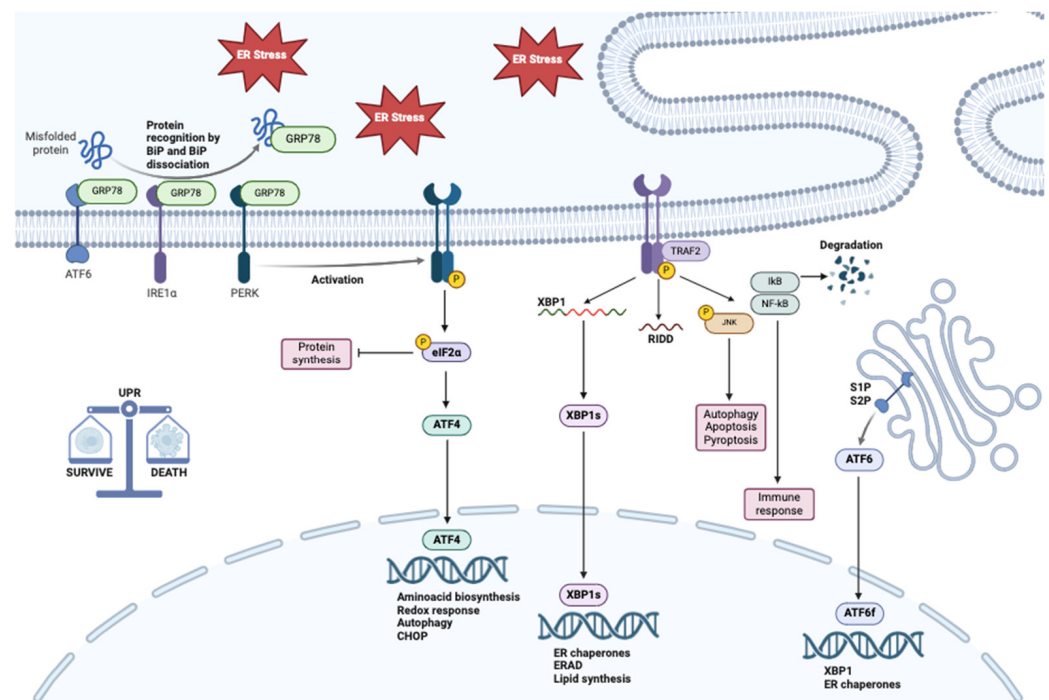 ER Stress
ER Stress
ER Stress
Misfolded
protein
Protein
recognition by
BiP and BiP
dissociation
GRP78
GRP78
GRP78
GRP78
ATF6
IRE1α
PERK
Activation
P
TRAF2
P
Degradation
IkB
NF-kB
XBP1
RIDD
P
JNK
Protein
synthesis
P
eIF2α
S1P
S2P
UPR
SURVIVE
DEATH
ATF4
XBP1s
Autophagy
Apoptosis
Pyroptosis
ATF6
Immune
response
ATF4
Aminoacid biosynthesis
Redox response
Autophagy
CHOP
XBP1s
ER chaperones
ERAD
Lipid synthesis
ATF6f
XBP1
ER chaperones